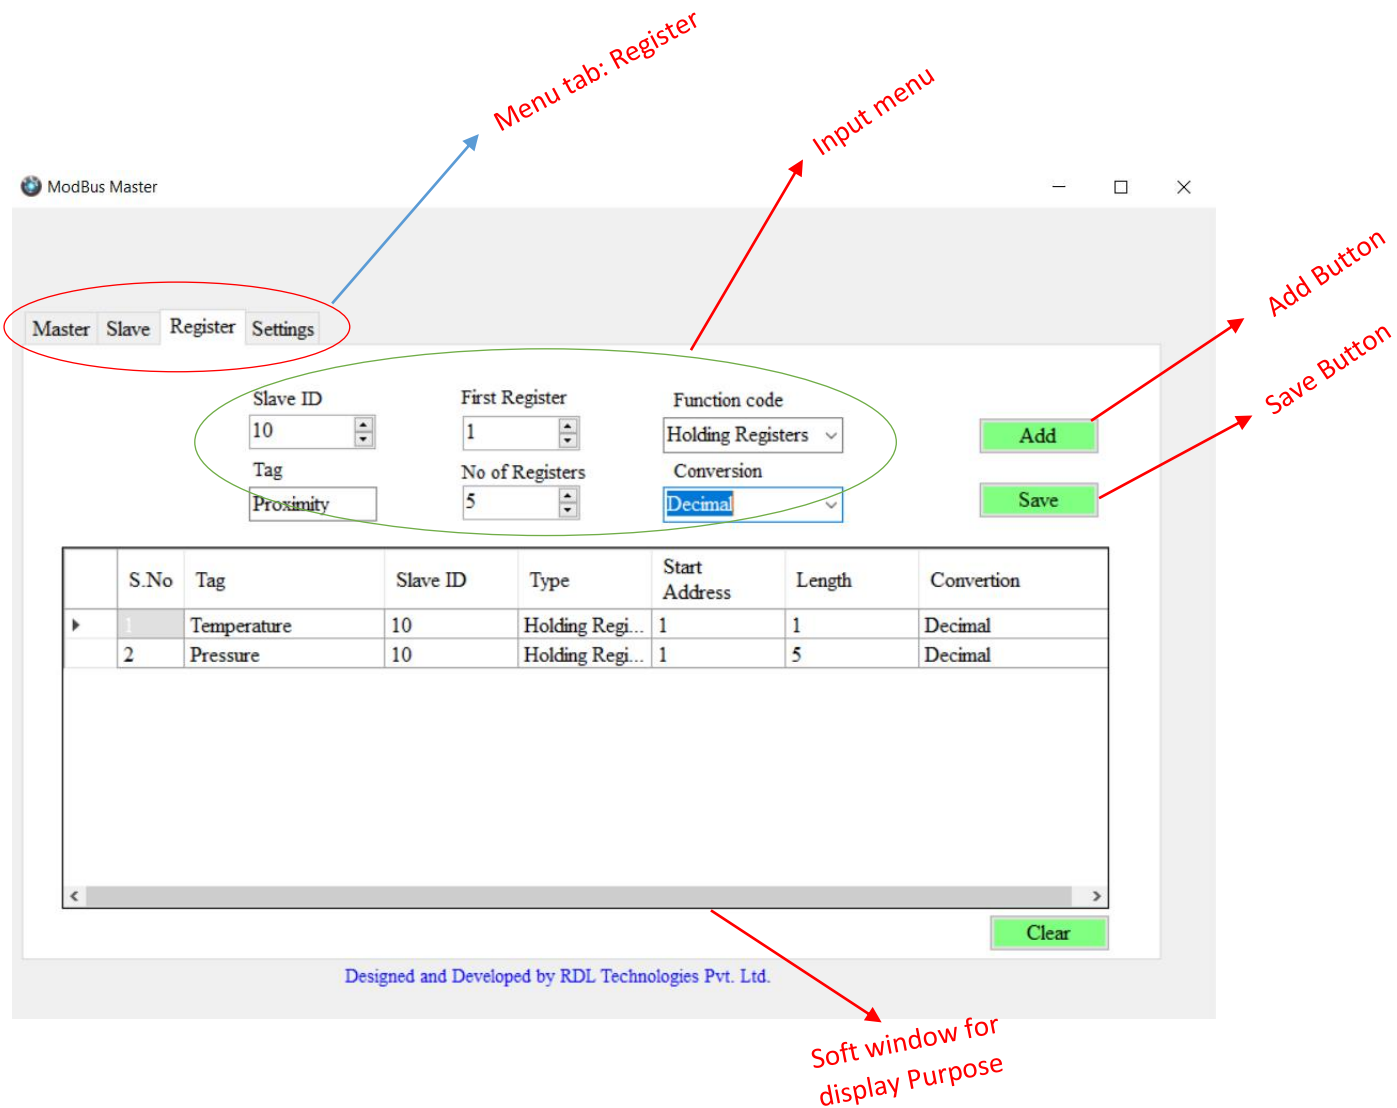 Menu tab: Register
Input menu
ModBus Master
Add Button
Save Button
Master Slave Register Settings
Slave ID First Register Function code
10 1 Holding Registers Add
Tag No of Registers Conversion
Proximity 5 Decimal Save
S.No Tag Slave ID Type Start Address Length Convertion
1 Temperature 10 Holding Regi... 1 1 Decimal
2 Pressure 10 Holding Regi... 1 5 Decimal
Clear
Designed and Developed by RDL Technologies Pvt. Ltd.
Soft window for
display Purpose